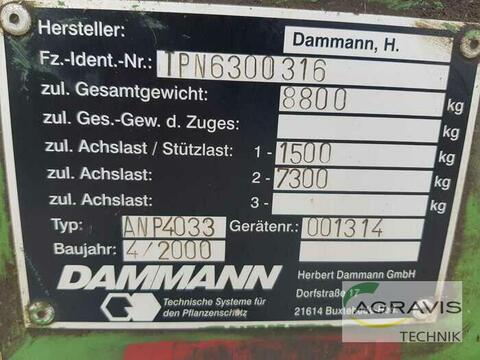 Hersteller: Dammann, H.
Fz.-Ident.-Nr.: TPN6300316
zul. Gesamtgewicht: 8800 kg
zul. Ges.-Gew. d. Zuges: kg
zul. Achslast / Stützlast: 1 - 1500 kg
zul. Achslast: 2 - 7300 kg
zul. Achslast: 3 - kg
Typ: ANP4033 Gerätenr.: 001314
Baujahr: 4/2000
DAMMANN
Technische Systeme für
den Pflanzenschutz
Herbert Dammann GmbH
Dorfstraße 17
21614 Buxtehude
AGRAVIS
TECHNIK